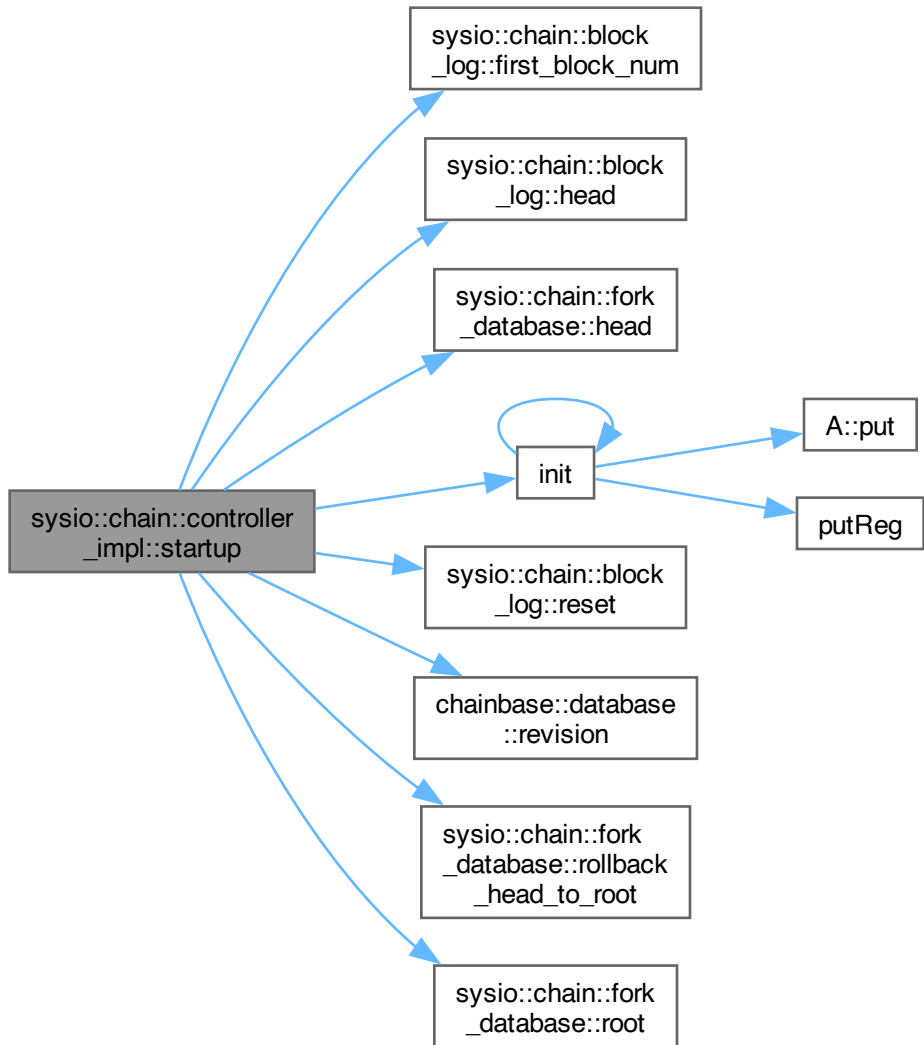 sysio::chain::block
_log::first_block_num
sysio::chain::block
_log::head
sysio::chain::fork
_database::head
A::put
init
sysio::chain::controller
_impl::startup
putReg
sysio::chain::block
_log::reset
chainbase::database
::revision
sysio::chain::fork
_database::rollback
_head_to_root
sysio::chain::fork
_database::root